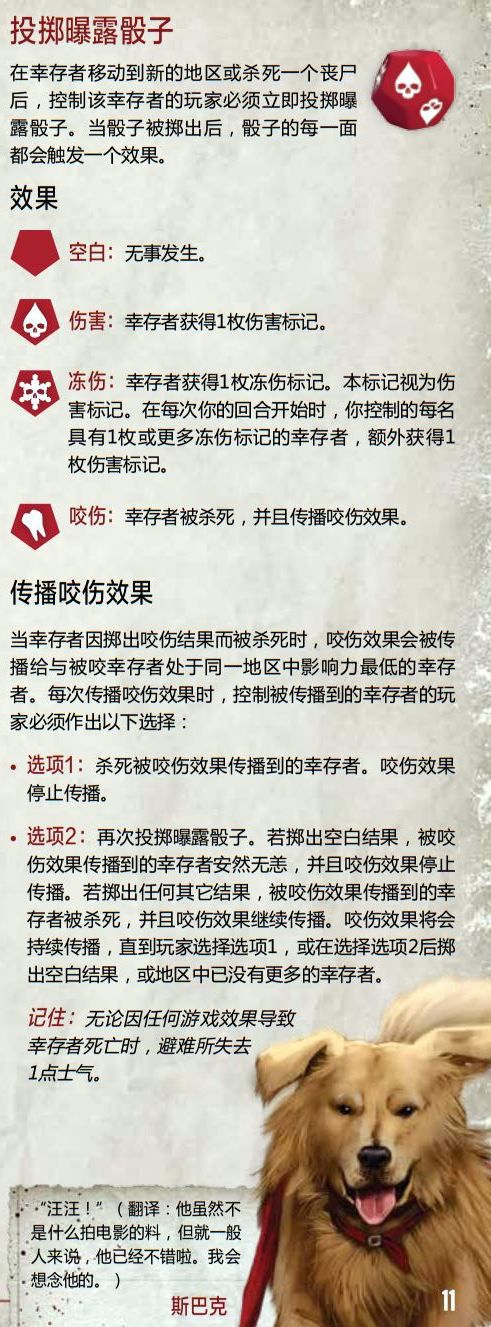 投掷曝露骰子
在幸存者移动到新的地区或杀死一个丧尸
后，控制该幸存者的玩家必须立即投掷曝
露骰子。当骰子被掷出后，骰子的每一面
都会触发一个效果。
效果
空白：无事发生。
伤害：幸存者获得1枚伤害标记。
冻伤：幸存者获得1枚冻伤标记。本标记视为伤
害标记。在每次你的回合开始时，你控制的每名
具有1枚或更多冻伤标记的幸存者，额外获得1
枚伤害标记。
咬伤：幸存者被杀死，并且传播咬伤效果。
传播咬伤效果
当幸存者因掷出咬伤结果而被杀死时，咬伤效果会被传
播给与被咬幸存者处于同一地区中影响力最低的幸存
者。每次传播咬伤效果时，控制被传播到的幸存者的玩
家必须作出以下选择：
• 选项1：杀死被咬伤效果传播到的幸存者。咬伤效果
停止传播。
• 选项2：再次投掷曝露骰子。若掷出空白结果，被咬
伤效果传播到的幸存者安然无恙，并且咬伤效果停止
传播。若掷出任何其它结果，被咬伤效果传播到的幸
存者被杀死，并且咬伤效果继续传播。咬伤效果将会
持续传播，直到玩家选择选项1，或在选择选项2后掷
出空白结果，或地区中已没有更多的幸存者。
记住：无论因任何游戏效果导致
幸存者死亡时，避难所失去
1点士气。
“汪汪！”（翻译：他虽然不
是什么拍电影的料，但就一般
人来说，他已经不错啦。我会
想念他的。）
斯巴克
11